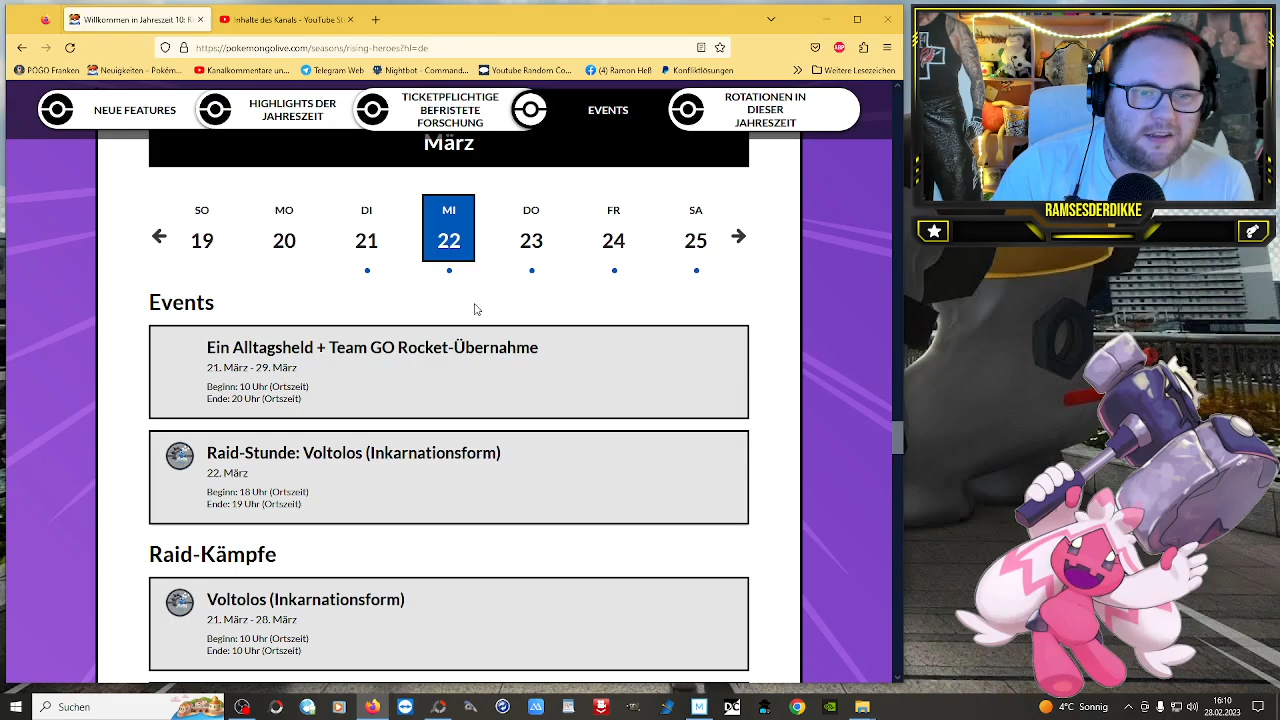 Willkommen in Jahreszeit 10: R
Inhalte des Kanals - YouTube St
https://pokemongolive.com/seasons/rising-heroes?hl=de
POGO Franken
Neuigkeiten – Pokém...
Kanalkommentare un...
Telegram Web
Nightbot - Comman...
Youtube Random Co...
(4) Ramon Heß
Konfliktlösungen
Weitere Lesezeichen
NEUE FEATURES
HIGHLIGHTS DER
JAHRESZEIT
TICKETPFLICHTIGE
BEFRISTETE
FORSCHUNG
EVENTS
ROTATIONEN IN
DIESER
JAHRESZEIT
März
SO MO DI MI DO FR SA
19 20 21 22 23 24 25
Events
Ein Alltagsheld + Team GO Rocket-Übernahme
21. März - 29. März
Beginn: 10 Uhr (Ortszeit)
Ende: 20 Uhr (Ortszeit)
Raid-Stunde: Voltolos (Inkarnationsform)
22. März
Beginn: 18 Uhr (Ortszeit)
Ende: 19 Uhr (Ortszeit)
Raid-Kämpfe
Voltolos (Inkarnationsform)
21. März - 28. März
Beginn: 10 Uhr (Ortszeit)
Ende: 10 Uhr (Ortszeit)
RAMSESDERDIKKE
Suchen
4°C Sonnig
16:10
28.02.2023